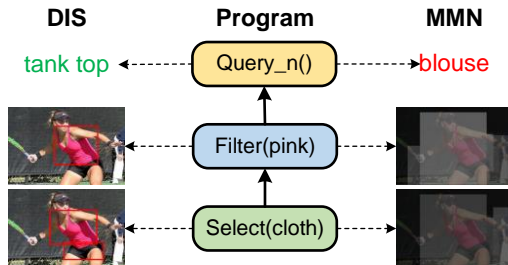 DIS Program MMN
tank top Query_n() blouse
Filter(pink)
Select(cloth)